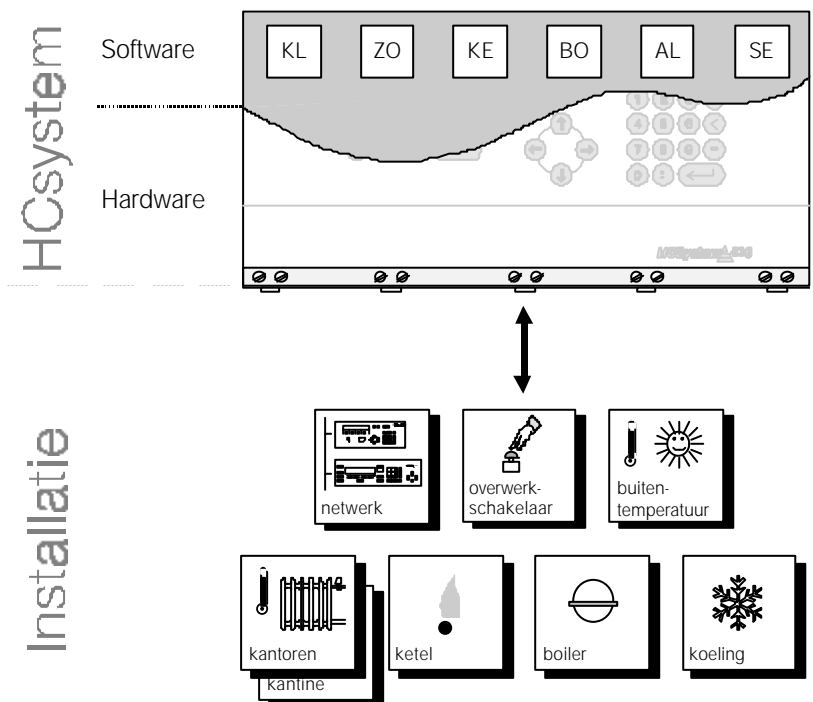 HCsystem
Software
KL ZO KE BO AL SE
Hardware
Installatie
netwerk
overwerk-
schakelaar
buiten-
temperatuur
kantoren
kantine
ketel
boiler
koeling